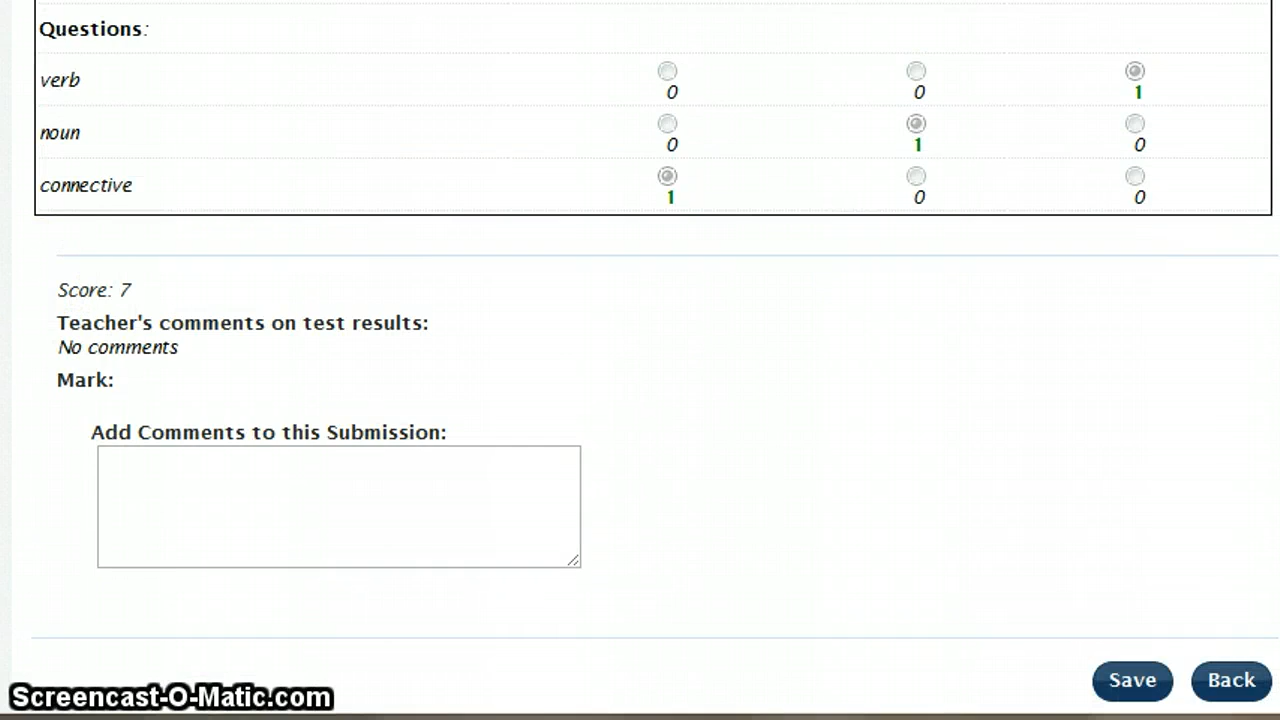 Questions:
verb
0 0 1
noun
0 1 0
connective
1 0 0
Score: 7
Teacher's comments on test results:
No comments
Mark:
Add Comments to this Submission:
Save Back
Screencast-O-Matic.com